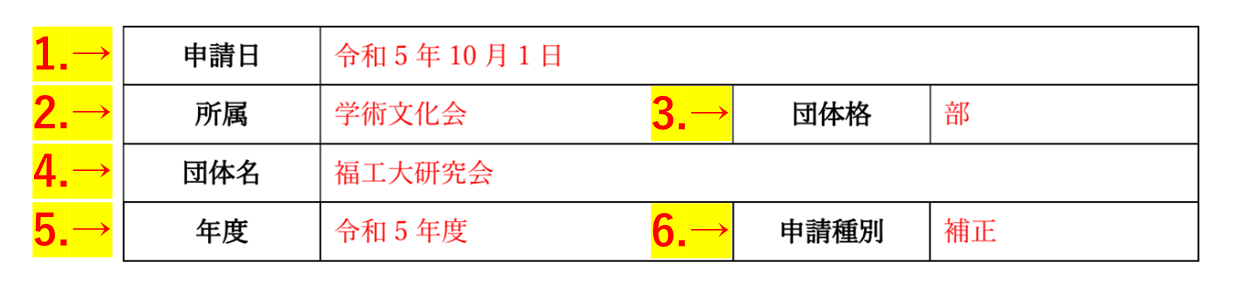 1.→ 申請日 令和 5 年 10 月 1 日
2.→ 所属 学術文化会 3.→ 団体格 部
4.→ 団体名 福工大研究会
5.→ 年度 令和 5 年度 6.→ 申請種別 補正